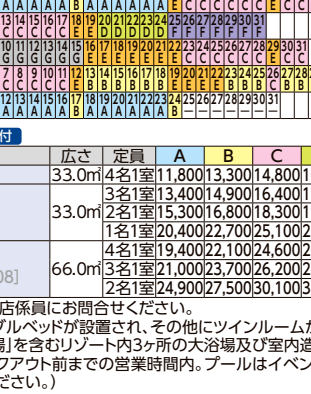 A A A A A B A A A A A E C C C C C E C C
13 14 15 16 17 18 19 20 21 22 23 24 25 26 27 28 29 30 31
C C C C C E E D D D D D F F F F F F F
10 11 12 13 14 15 16 17 18 19 20 21 22 23 24 25 26 27 28 29 30 31
G G G G G G E E E E E E C C C C C C E E C C
7 8 9 10 11 12 13 14 15 16 17 18 19 20 21 22 23 24 25 26 27 28
C C C C C E B B B B B B E E E E B B B E B B
12 13 14 15 16 17 18 19 20 21 22 23 24 25 26 27 28 29 30 31
A A A A A B A A A A A A B － － － － － － －
付
広さ 定員 A B C
33.0㎡ 4名1室 11,800 13,300 14,800
33.0㎡ 3名1室 13,400 14,900 16,400
2名1室 15,300 16,800 18,300
1名1室 20,400 22,700 25,100
66.0㎡ 4名1室 19,400 22,100 24,600
08] 3名1室 21,000 23,700 26,200
2名1室 24,900 27,500 30,100
店係員にお問合せください。
ブルベッドが設置され、その他にツインルームが
場」を含むリゾート内3ヶ所の大浴場及び室内造
クアウト前までの営業時間内。プールはイベン
ださい。)